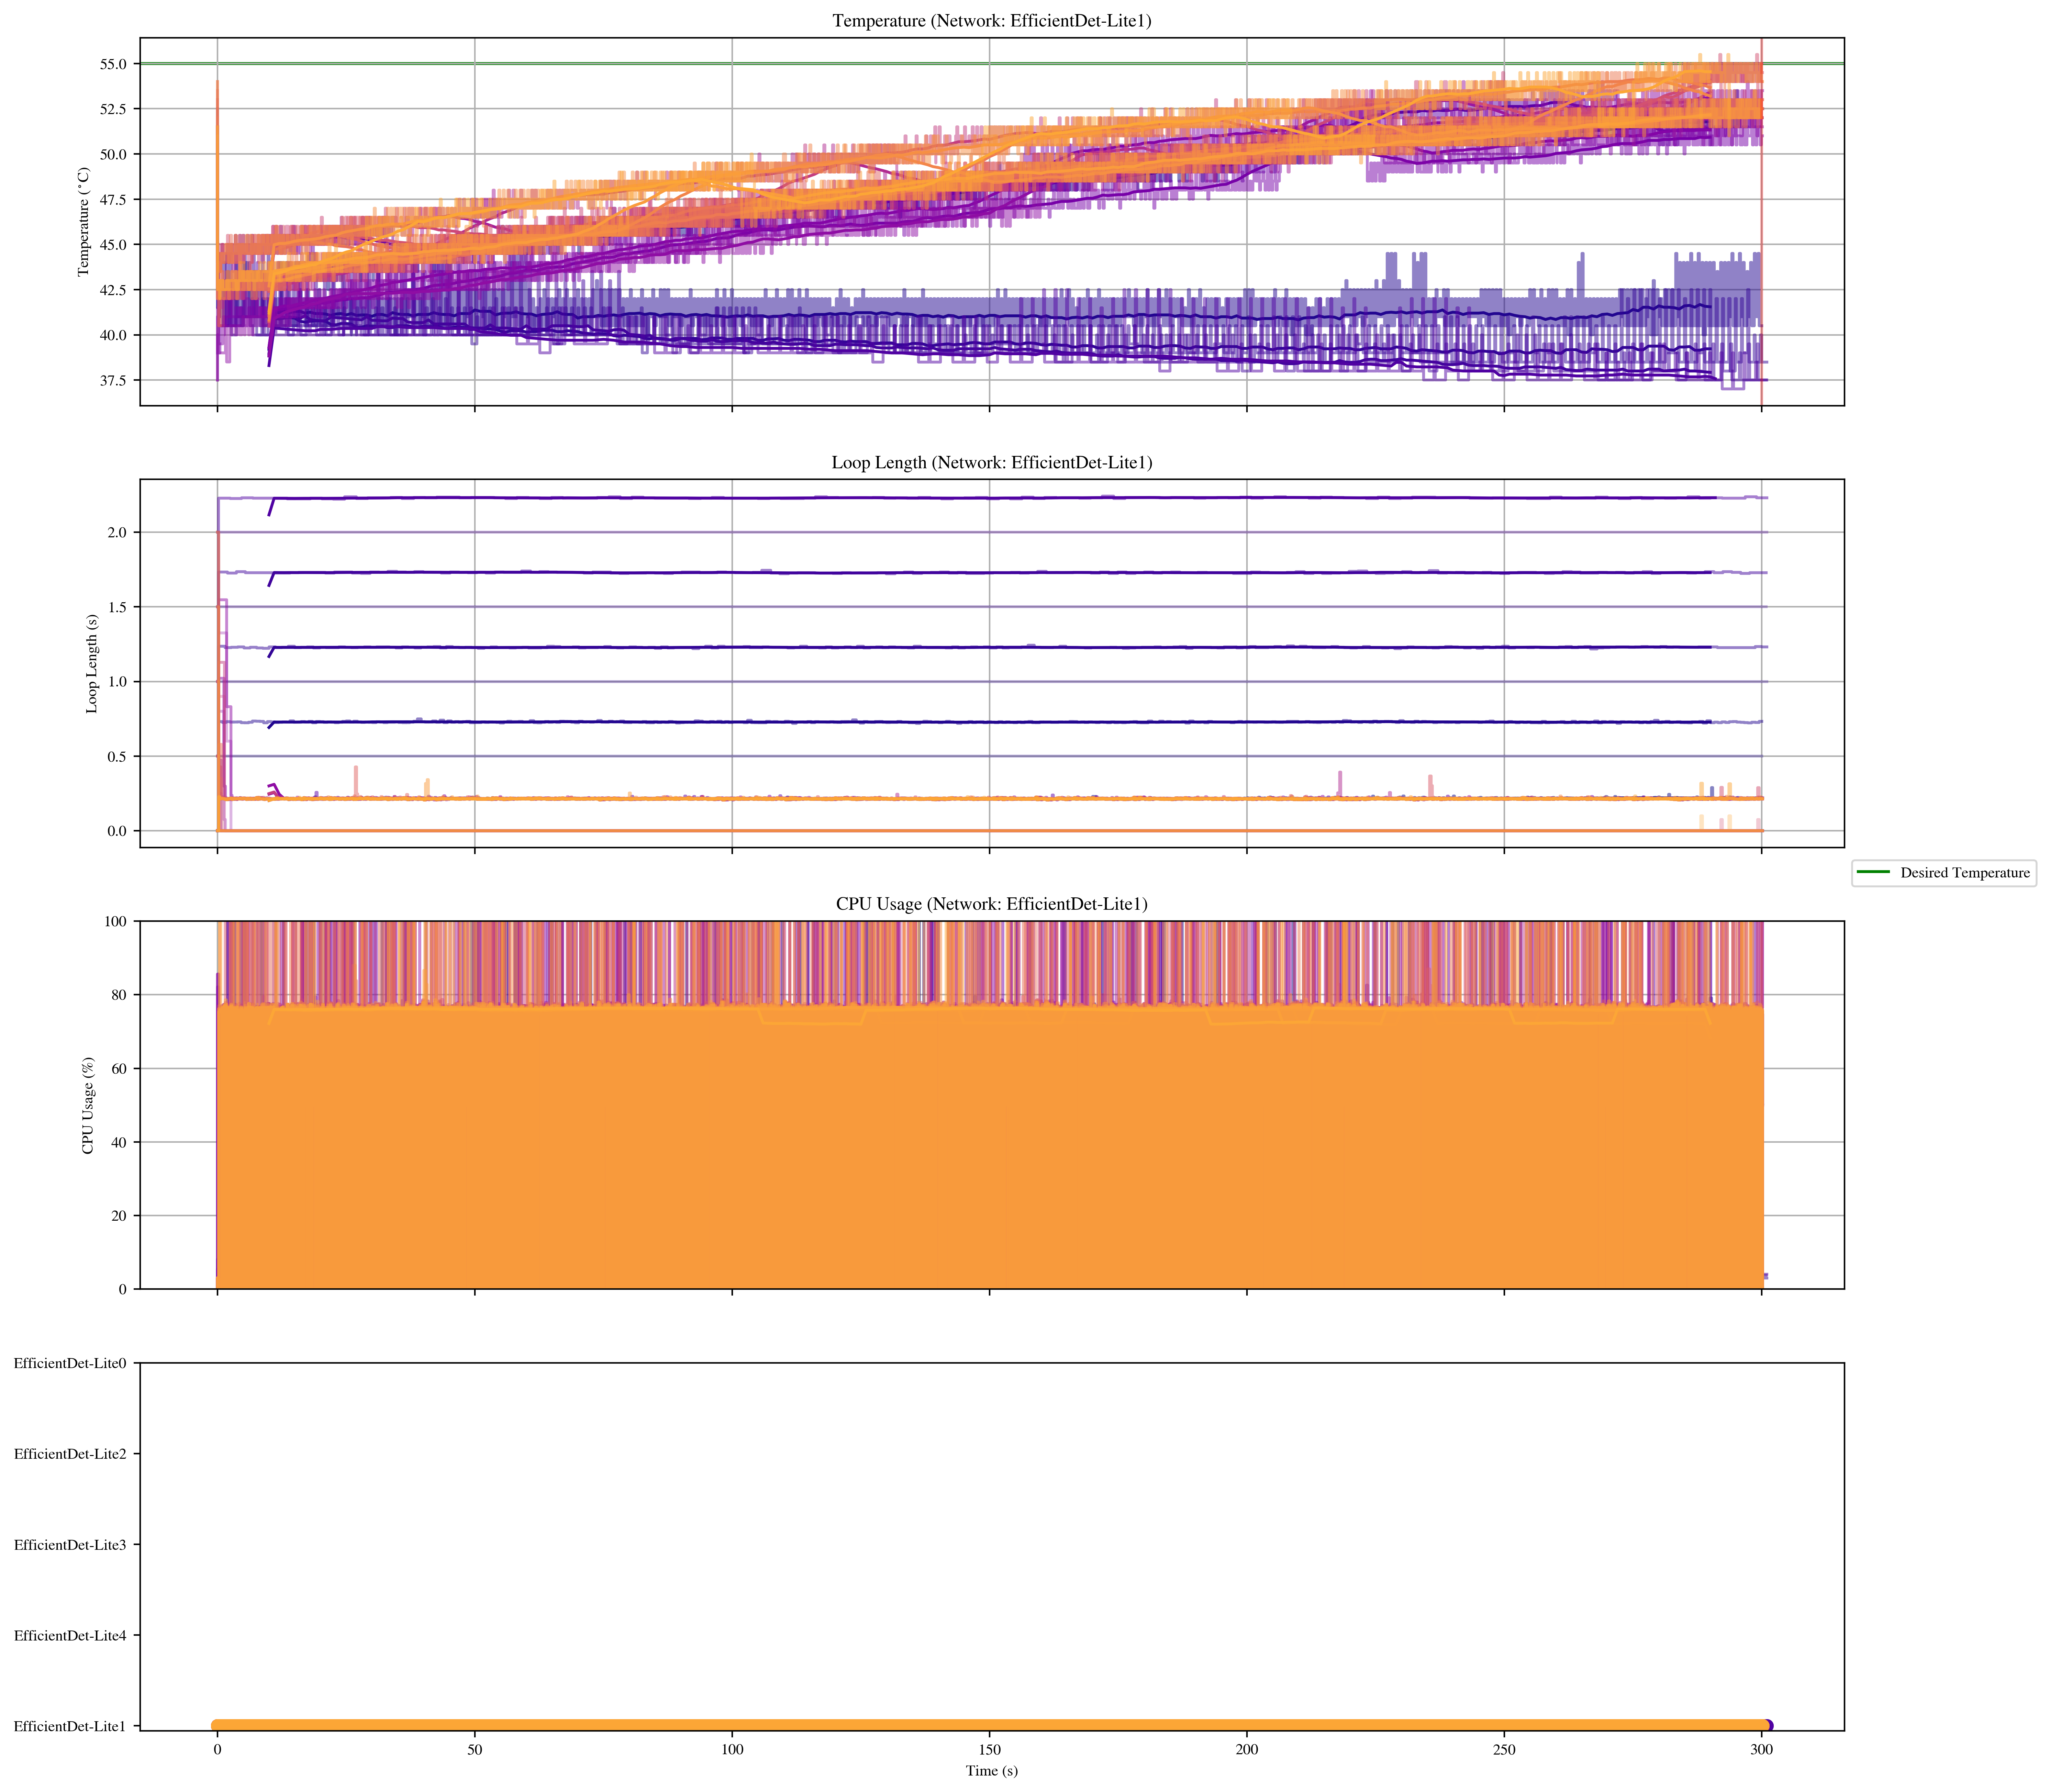 Temperature (Network: EfficientDet-Lite1)
55.0
52.5
50.0
47.5
45.0
42.5
40.0
37.5
Temperature (˚C)
Loop Length (Network: EfficientDet-Lite1)
2.0
1.5
1.0
0.5
0.0
Loop Length (s)
Desired Temperature
CPU Usage (Network: EfficientDet-Lite1)
100
80
60
40
20
0
CPU Usage (%)
EfficientDet-Lite0
EfficientDet-Lite2
EfficientDet-Lite3
EfficientDet-Lite4
EfficientDet-Lite1
0 50 100 150 200 250 300
Time (s)